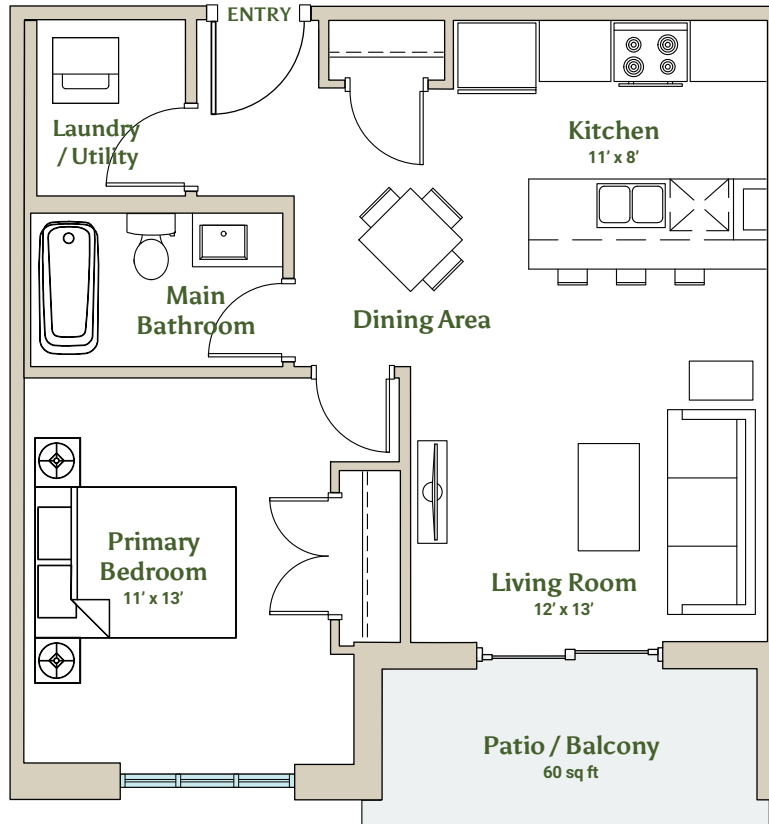 ENTRY
Laundry
/ Utility
Kitchen
11’ x 8’
Main
Bathroom
Dining Area
Primary
Bedroom
11’ x 13’
Living Room
12’ x 13’
Patio / Balcony
60 sq ft